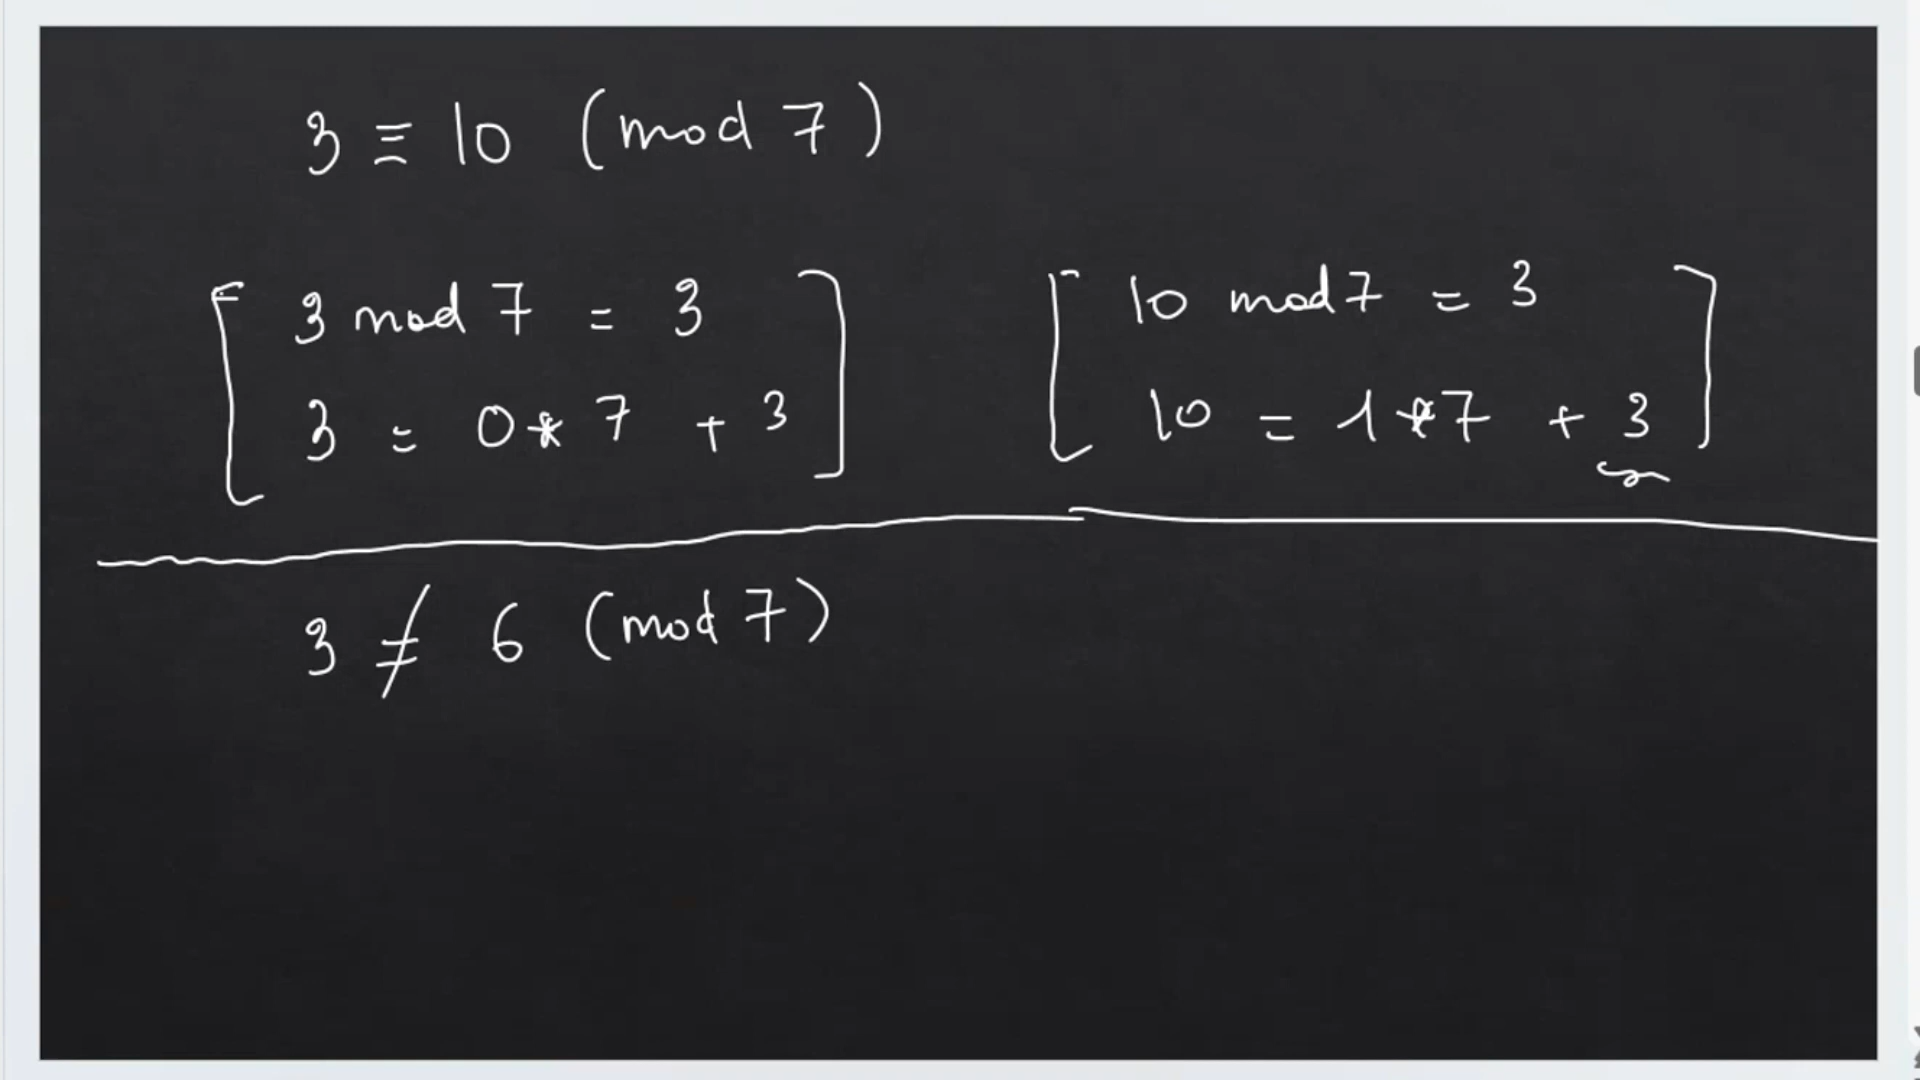 3 ≡ 10 (mod 7)
3 mod 7 = 3
3 = 0 * 7 + 3
10 mod 7 = 3
10 = 1 * 7 + 3
3 ≠ 6 (mod 7)